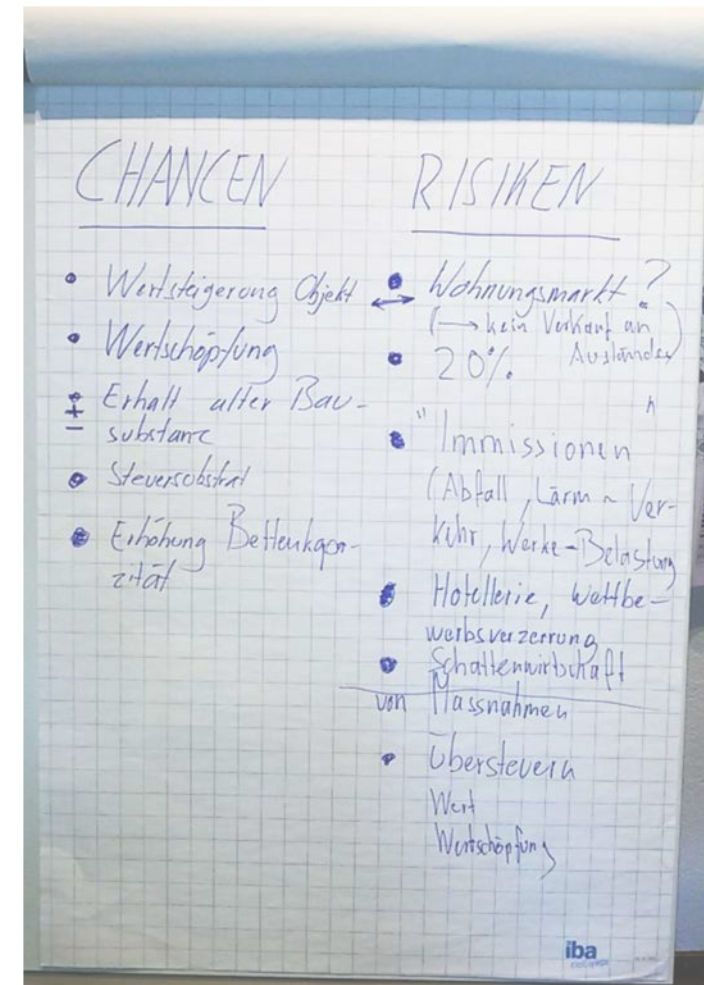 CHANCEN
• Wertsteigerung Objekt
• Wertschöpfung
± Erhalt alter Bau-
substanz
• Steuersubstrat
• Erhöhung Bettenkapa-
zität
RISIKEN
• Wohnungsmarkt?
↔ (→ kein Verkauf an
Ausländer)
• 20%
• "Immissionen"
(Abfall, Lärm ~ Ver-
kehr, Werke-Belastung
• Hotellerie, Wettbe-
werbsverzerrung
• Schattenwirtschaft
von Massnahmen
• Übersteuern
Wert
Wertschöpfung
iba